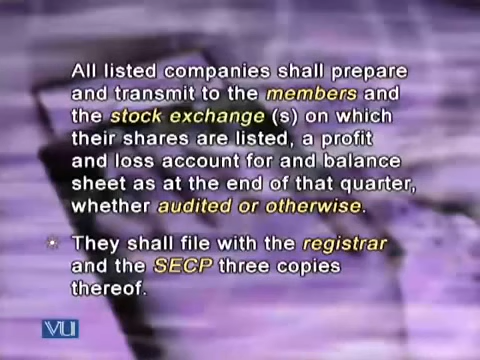 All listed companies shall prepare
and transmit to the members and
the stock exchange (s) on which
their shares are listed, a profit
and loss account for and balance
sheet as at the end of that quarter,
whether audited or otherwise.
They shall file with the registrar
and the SECP three copies
thereof.
VU